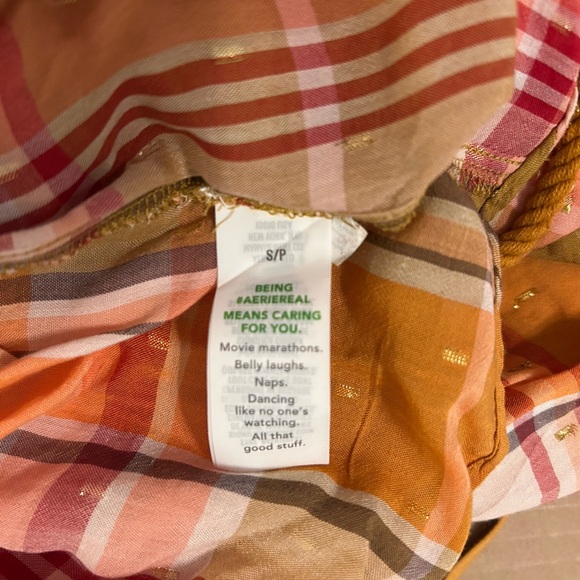 S/P
BEING
#AERIEREAL
MEANS CARING
FOR YOU.
Movie marathons.
Belly laughs.
Naps.
Dancing
like no one's
watching.
All that
good stuff.